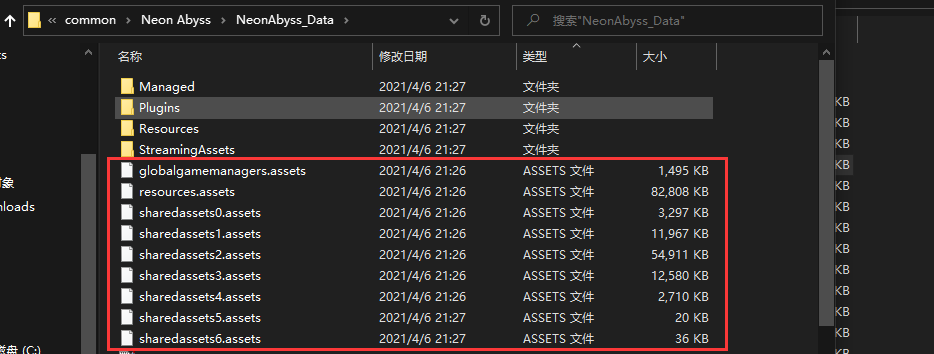 « common › Neon Abyss › NeonAbyss_Data ›
搜索"NeonAbyss_Data"
名称 修改日期 类型 大小
Managed 2021/4/6 21:27 文件夹
Plugins 2021/4/6 21:27 文件夹
Resources 2021/4/6 21:27 文件夹
StreamingAssets 2021/4/6 21:27 文件夹
globalgamemanagers.assets 2021/4/6 21:26 ASSETS 文件 1,495 KB
resources.assets 2021/4/6 21:26 ASSETS 文件 82,808 KB
sharedassets0.assets 2021/4/6 21:26 ASSETS 文件 3,297 KB
sharedassets1.assets 2021/4/6 21:26 ASSETS 文件 11,967 KB
sharedassets2.assets 2021/4/6 21:26 ASSETS 文件 54,911 KB
sharedassets3.assets 2021/4/6 21:26 ASSETS 文件 12,580 KB
sharedassets4.assets 2021/4/6 21:26 ASSETS 文件 2,710 KB
sharedassets5.assets 2021/4/6 21:27 ASSETS 文件 20 KB
sharedassets6.assets 2021/4/6 21:27 ASSETS 文件 36 KB
象
nloads
盘 (C:)
KB
KB
KB
KB
KB
KB
KB
KB
KB
KB
KB
KB